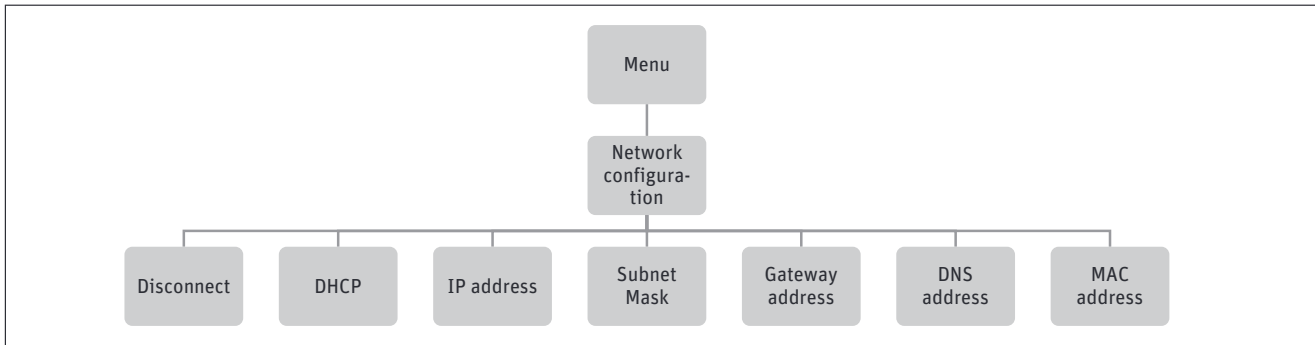 Menu
Network
configura-
tion
Disconnect
DHCP
IP address
Subnet
Mask
Gateway
address
DNS
address
MAC
address